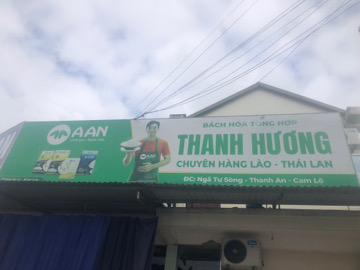 AAN
BÁCH HÓA TỔNG HỢP
THANH HƯƠNG
CHUYÊN HÀNG LÀO - THÁI LAN
ĐC: Ngã Tư Sòng - Thanh An - Cam Lộ